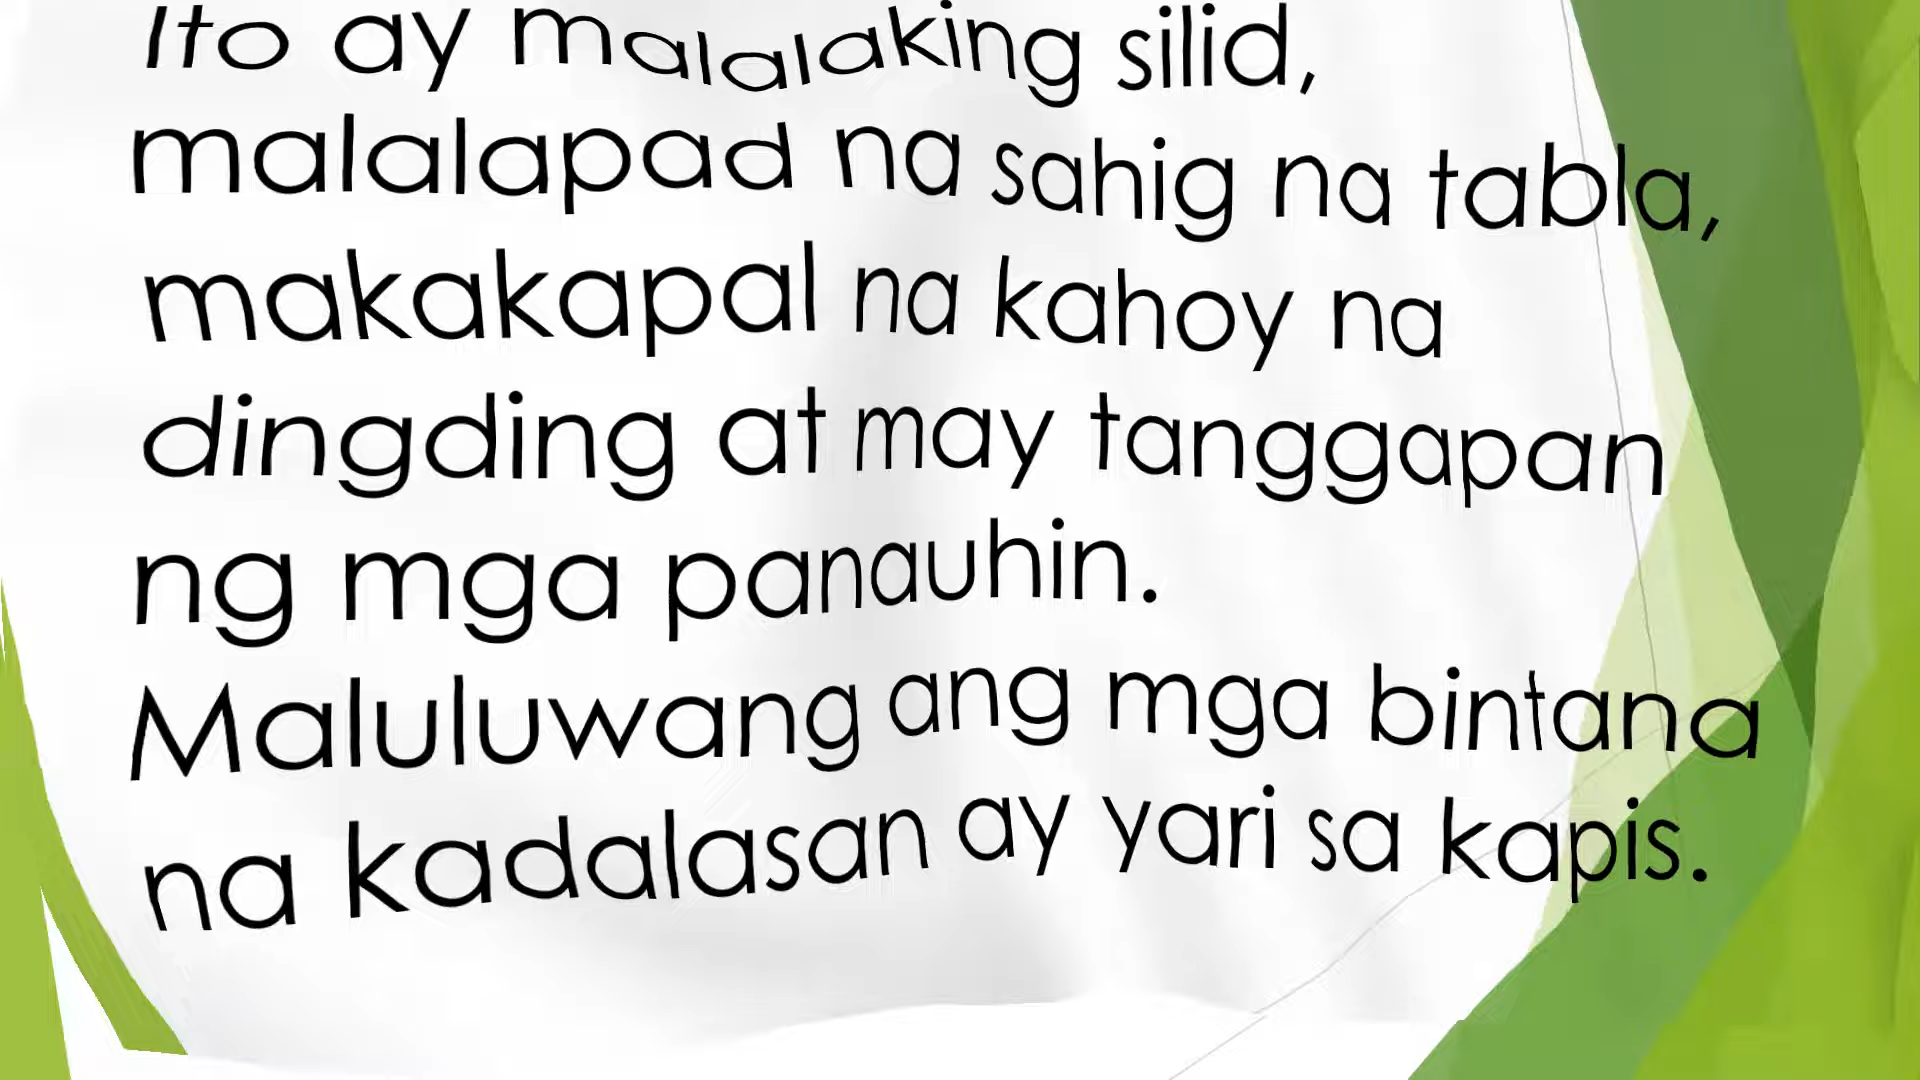 Ito ay malalaking silid,
malalapad na sahig na tabla,
makakapal na kahoy na
dingding at may tanggapan
ng mga panauhin.
Maluluwang ang mga bintana
na kadalasan ay yari sa kapis.